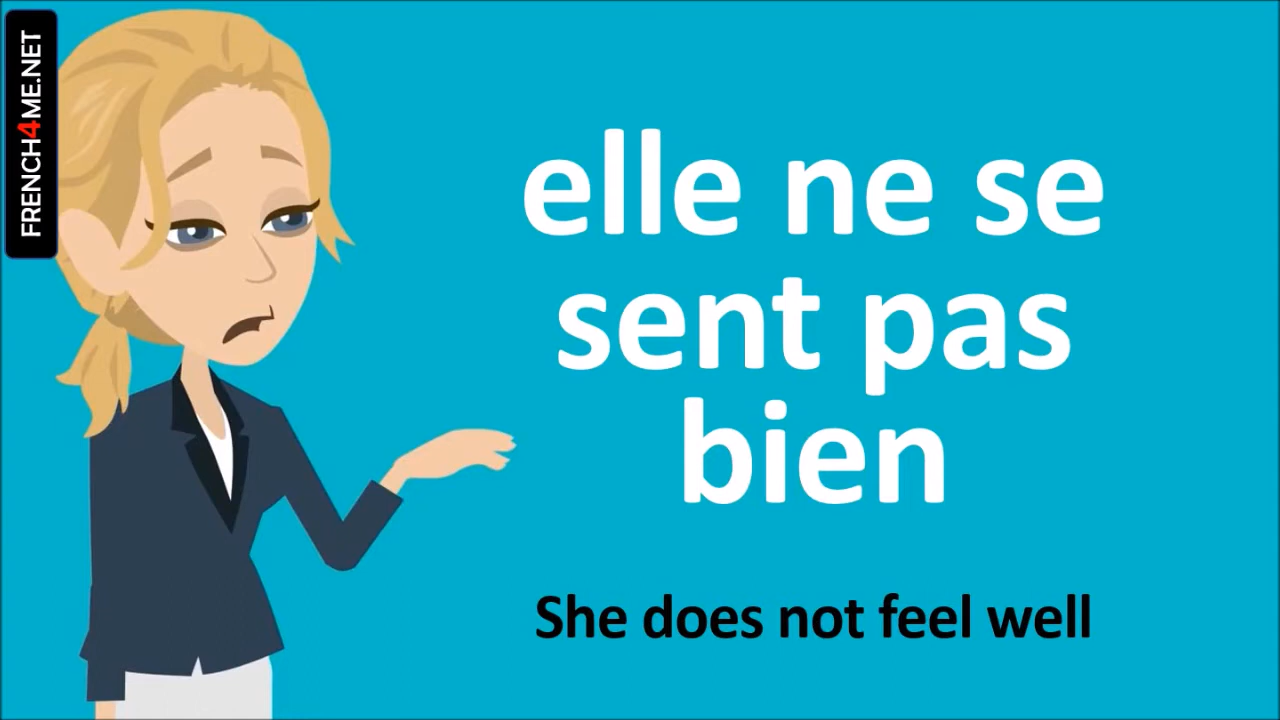 FRENCH4ME.NET
elle ne se
sent pas
bien
She does not feel well